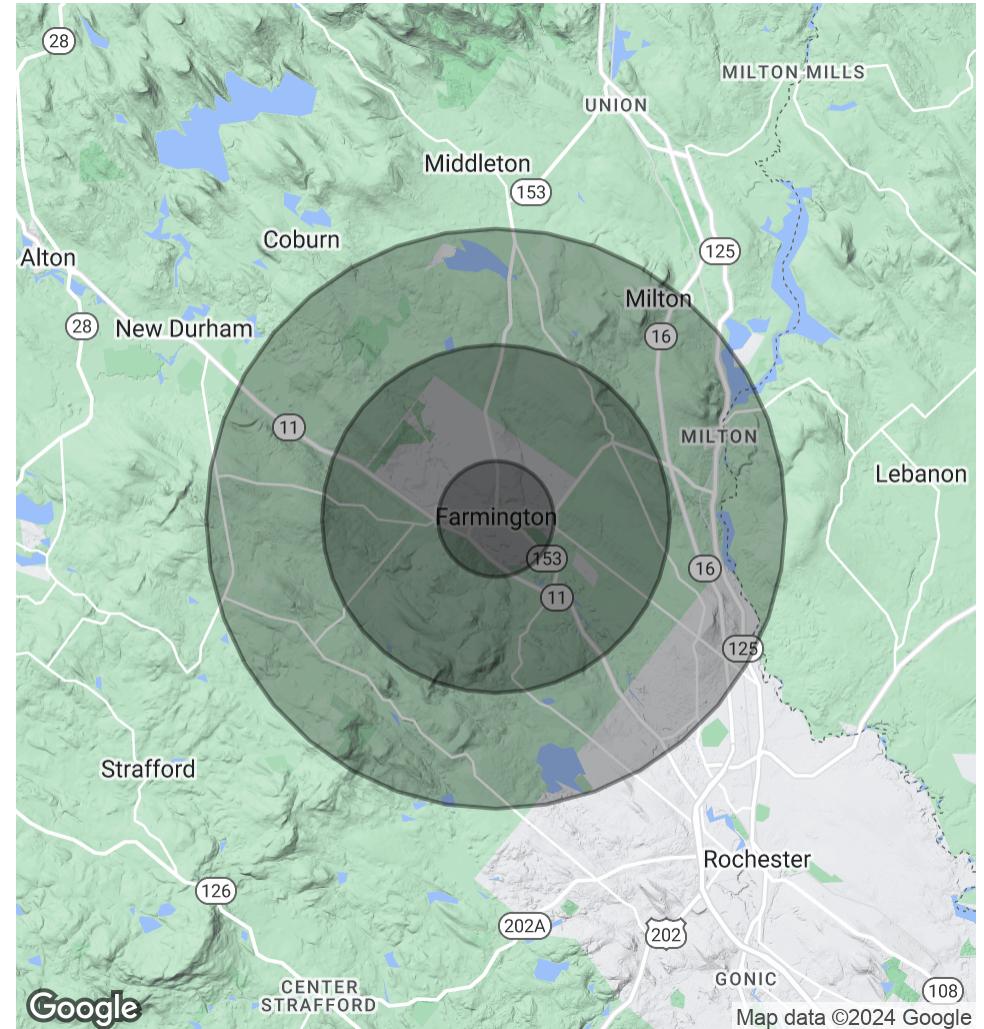 28
MILTON MILLS
UNION
Middleton
153
Coburn
125
Alton
Milton
28
New Durham
16
11
MILTON
Lebanon
Farmington
153
16
11
125
Strafford
Rochester
126
202A
202
CENTER
STRAFFORD
GONIC
108
Google
Map data ©2024 Google